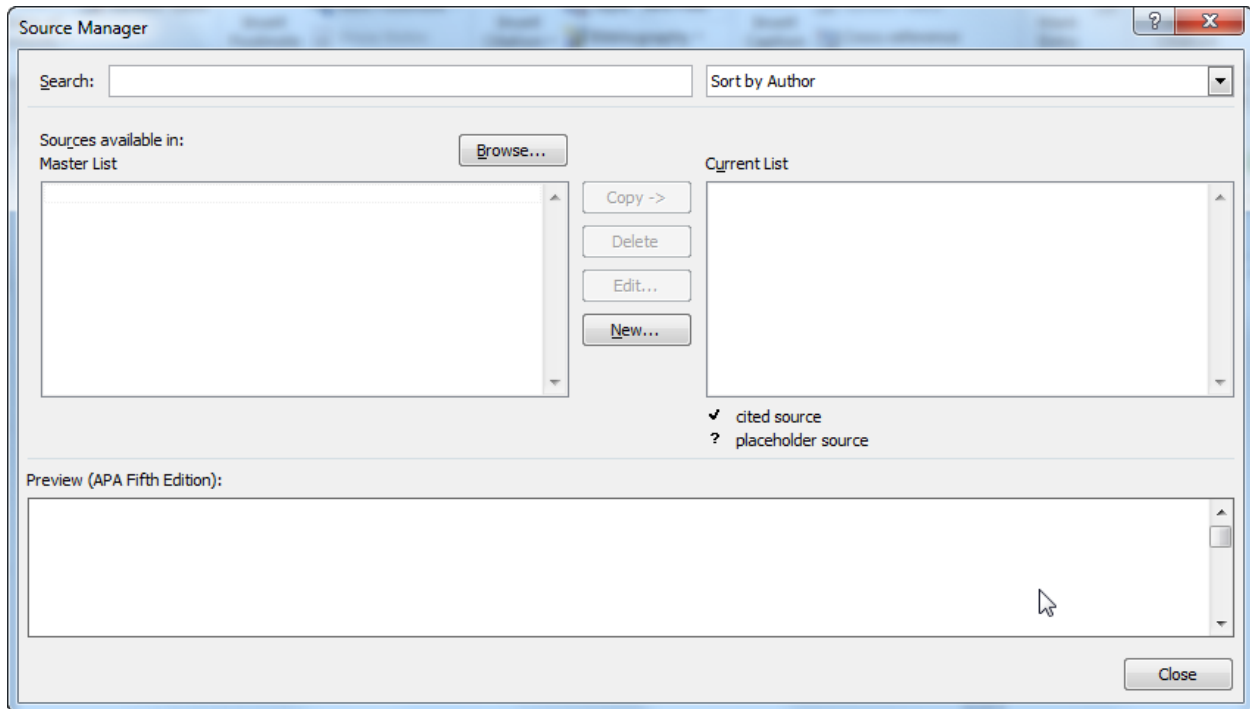 Source Manager
?
X
Search:
Sort by Author
Sources available in:
Master List
Browse...
Current List
Copy ->
Delete
Edit...
New...
✔ cited source
? placeholder source
Preview (APA Fifth Edition):
Close